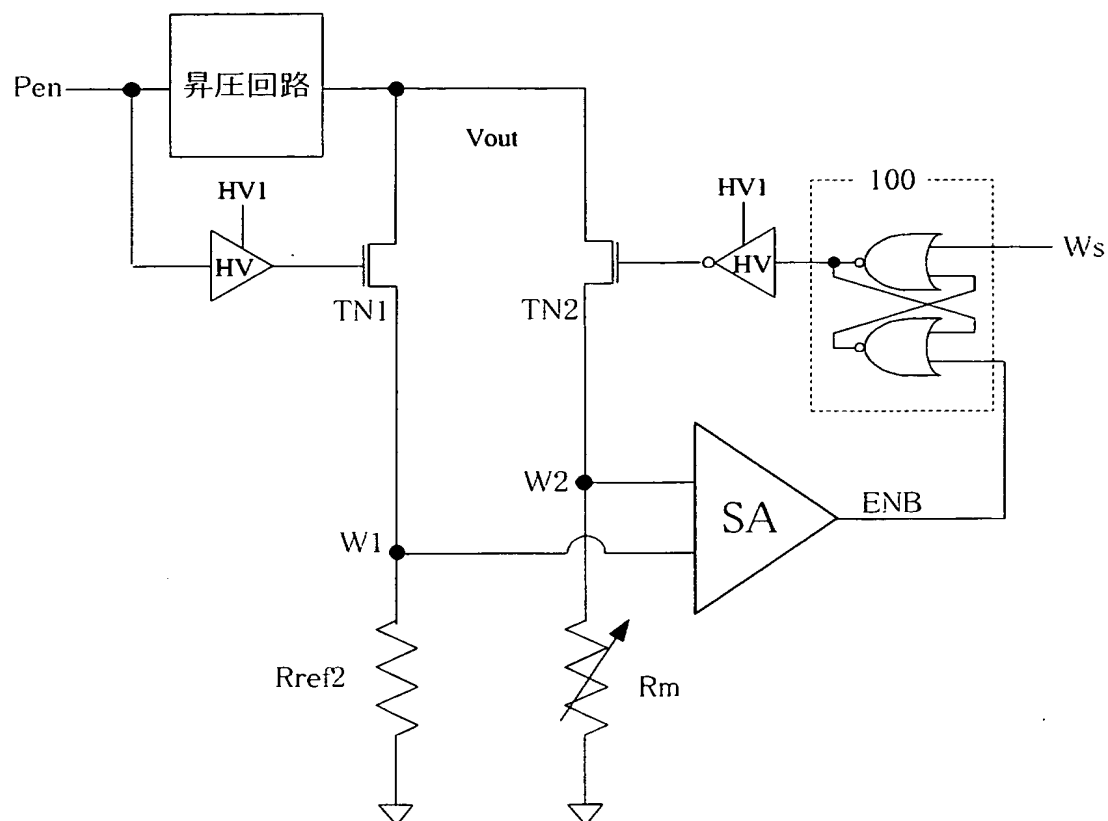 Pen
昇圧回路
Vout
HV1
HV
TN1
HV1
HV
TN2
100
Ws
W2
W1
SA
ENB
Rref2
Rm